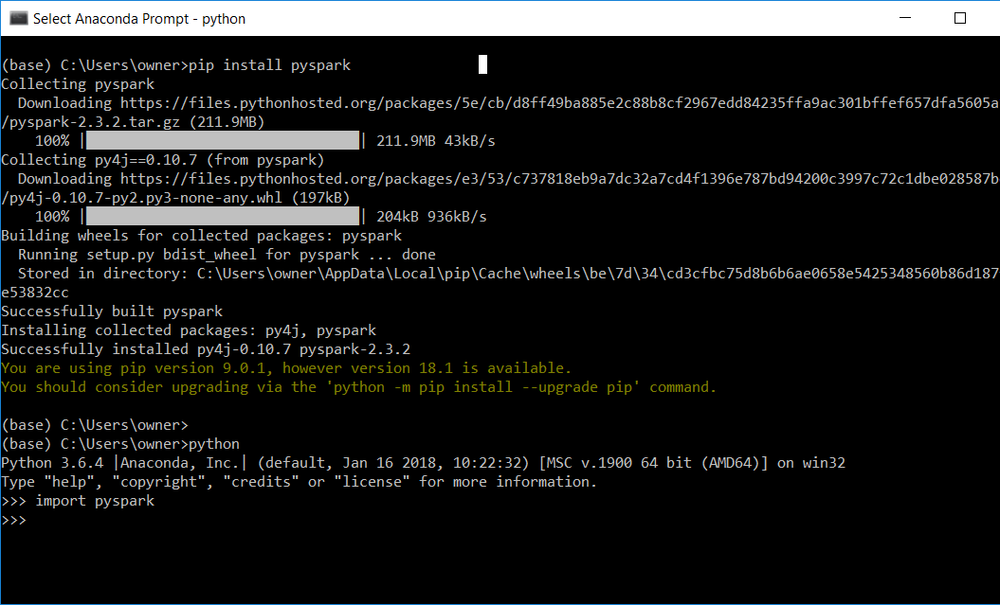 Select Anaconda Prompt - python
(base) C:\Users\owner>pip install pyspark
Collecting pyspark
  Downloading https://files.pythonhosted.org/packages/5e/cb/d8ff49ba885e2c88b8cf2967edd84235ffa9ac301bffef657dfa5605a
/pyspark-2.3.2.tar.gz (211.9MB)
    100% |████████████████████████████████| 211.9MB 43kB/s
Collecting py4j==0.10.7 (from pyspark)
  Downloading https://files.pythonhosted.org/packages/e3/53/c737818eb9a7dc32a7cd4f1396e787bd94200c3997c72c1dbe028587b
/py4j-0.10.7-py2.py3-none-any.whl (197kB)
    100% |████████████████████████████████| 204kB 936kB/s
Building wheels for collected packages: pyspark
  Running setup.py bdist_wheel for pyspark ... done
  Stored in directory: C:\Users\owner\AppData\Local\pip\Cache\wheels\be\7d\34\cd3cfbc75d8b6b6ae0658e5425348560b86d187
e53832cc
Successfully built pyspark
Installing collected packages: py4j, pyspark
Successfully installed py4j-0.10.7 pyspark-2.3.2
You are using pip version 9.0.1, however version 18.1 is available.
You should consider upgrading via the 'python -m pip install --upgrade pip' command.
(base) C:\Users\owner>
(base) C:\Users\owner>python
Python 3.6.4 |Anaconda, Inc.| (default, Jan 16 2018, 10:22:32) [MSC v.1900 64 bit (AMD64)] on win32
Type "help", "copyright", "credits" or "license" for more information.
>>> import pyspark
>>>